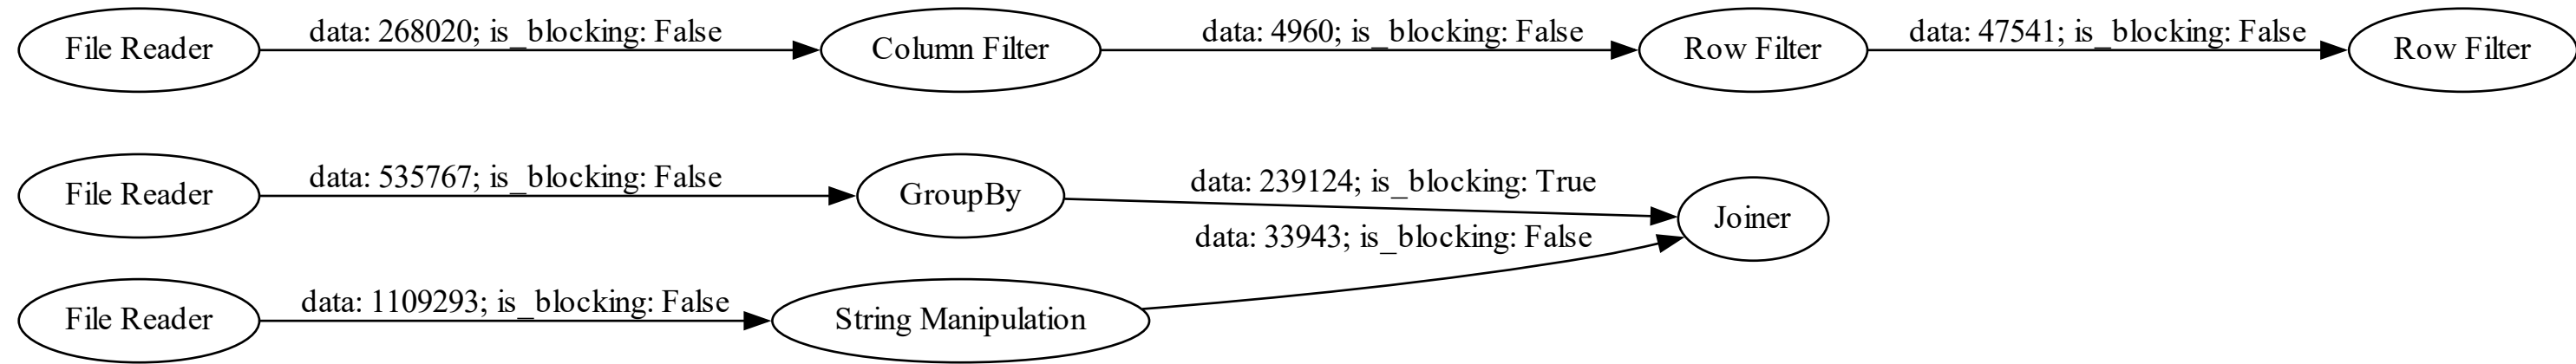 File Reader
data: 268020; is_blocking: False
Column Filter
data: 4960; is_blocking: False
Row Filter
data: 47541; is_blocking: False
Row Filter
File Reader
data: 535767; is_blocking: False
GroupBy
data: 239124; is_blocking: True
Joiner
data: 33943; is_blocking: False
File Reader
data: 1109293; is_blocking: False
String Manipulation